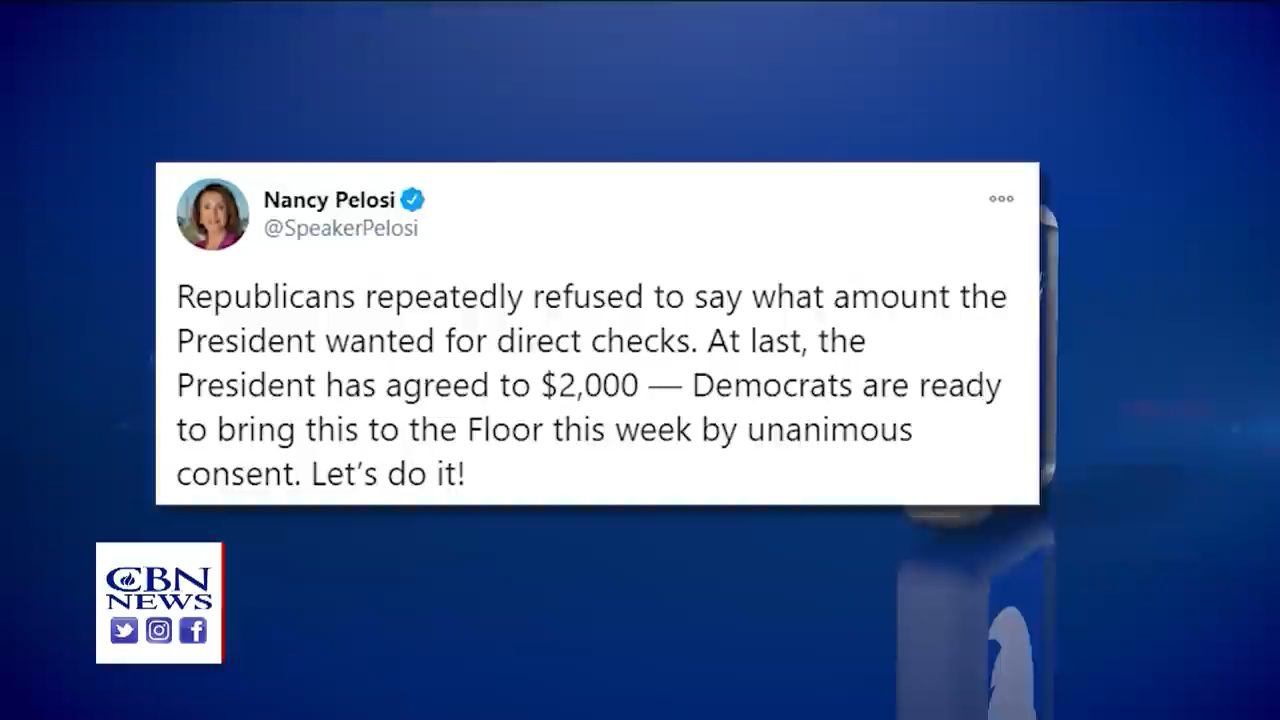 Nancy Pelosi
@SpeakerPelosi
Republicans repeatedly refused to say what amount the
President wanted for direct checks. At last, the
President has agreed to $2,000 — Democrats are ready
to bring this to the Floor this week by unanimous
consent. Let’s do it!
CBN
NEWS